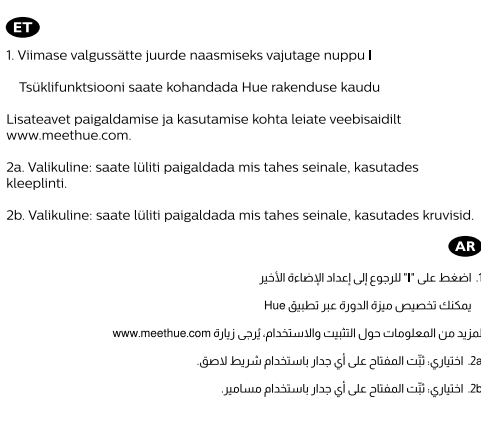 ET
1. Viimase valgussätte juurde naasmiseks vajutage nuppu I
Tsüklifunktsiooni saate kohandada Hue rakenduse kaudu
Lisateavet paigaldamise ja kasutamise kohta leiate veebisaidilt
www.meethue.com.
2a. Valikuline: saate lüliti paigaldada mis tahes seinale, kasutades
kleeplinti.
2b. Valikuline: saate lüliti paigaldada mis tahes seinale, kasutades kruvisid.
AR
1. اضغط على "I" للرجوع إلى إعداد الإضاءة الأخير
يمكنك تخصيص ميزة الدورة عبر تطبيق Hue
لمزيد من المعلومات حول التثبيت والاستخدام، يُرجى زيارة www.meethue.com
2a. اختياري: ثبّت المفتاح على أي جدار باستخدام شريط لاصق.
2b. اختياري: ثبّت المفتاح على أي جدار باستخدام مسامير.